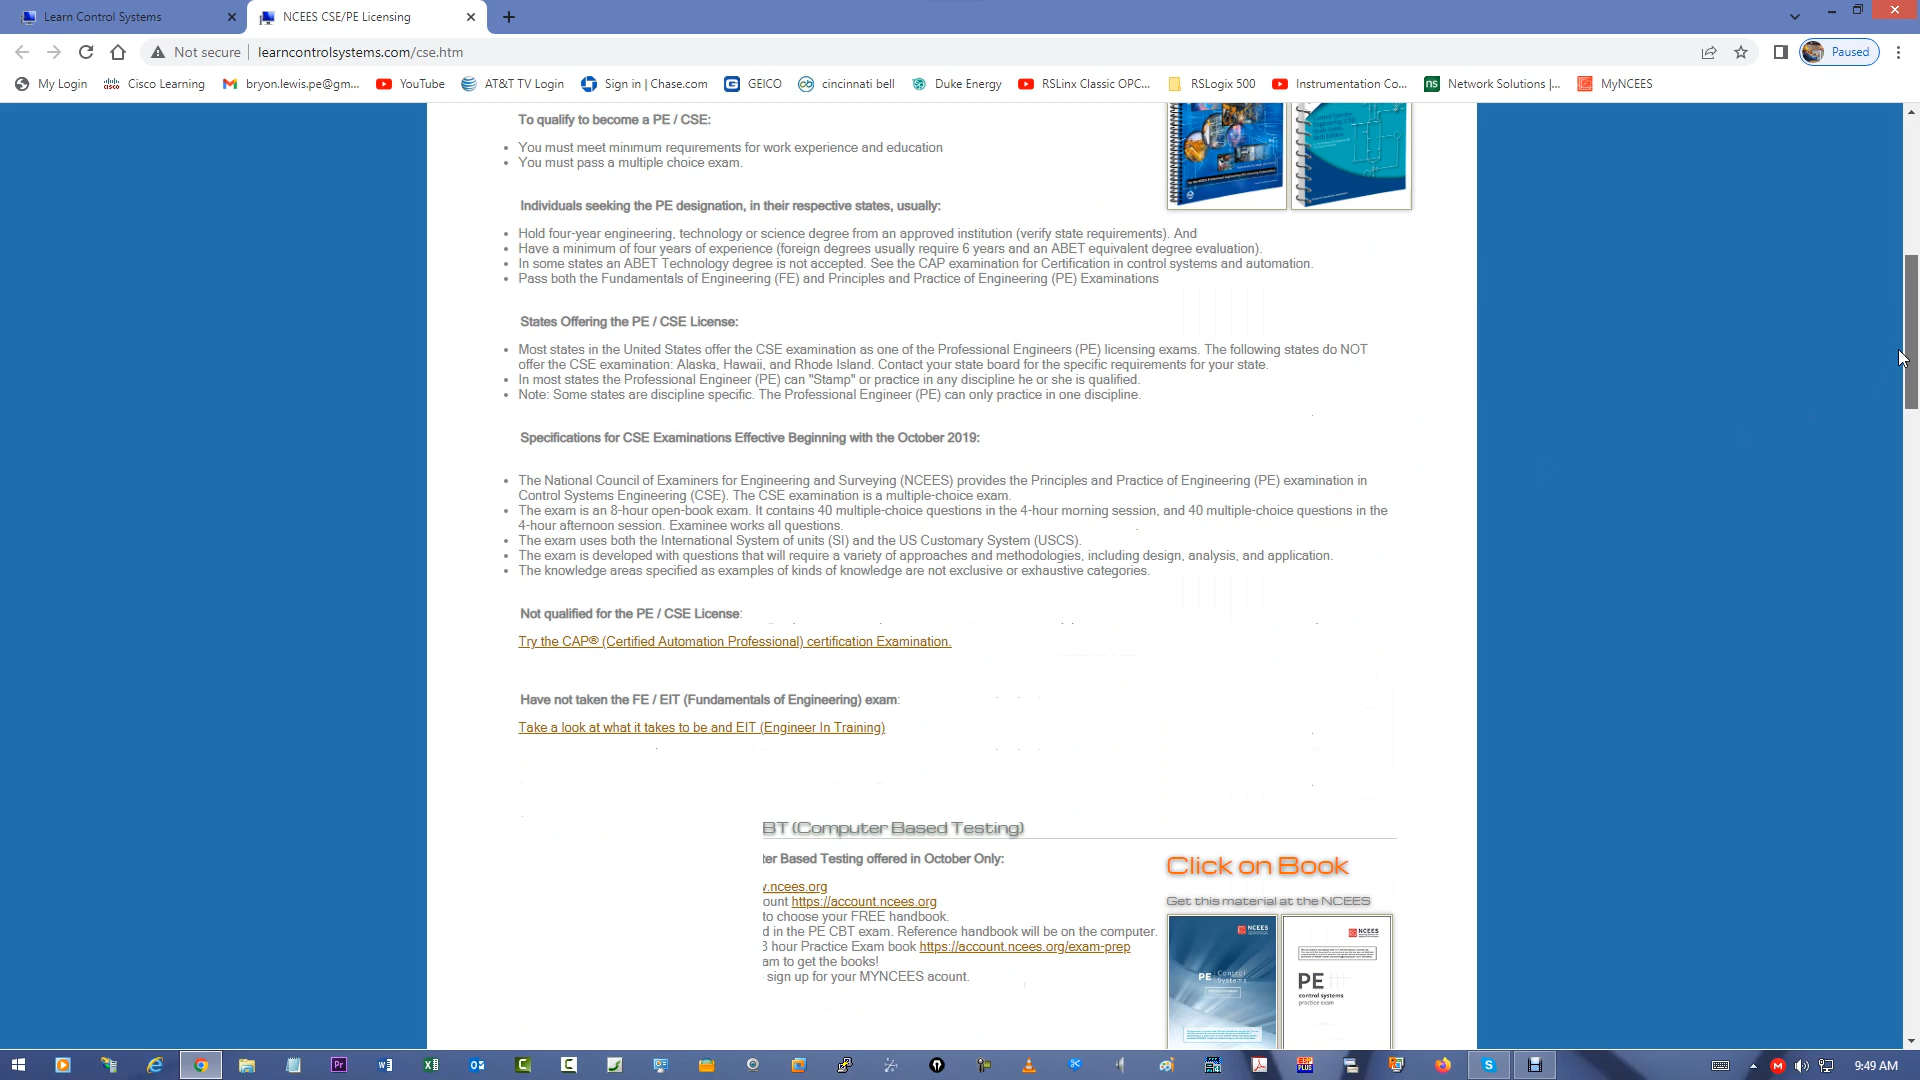 Learn Control Systems
NCEES CSE/PE Licensing
Not secure
learncontrolsystems.com/cse.htm
Paused
My Login
Cisco Learning
bryon.lewis.pe@gm...
YouTube
AT&T TV Login
Sign in | Chase.com
GEICO
cincinnati bell
Duke Energy
RSLinx Classic OPC...
RSLogix 500
Instrumentation Co...
Network Solutions |...
MyNCEES
To qualify to become a PE / CSE:
You must meet minimum requirements for work experience and education
You must pass a multiple choice exam.
Individuals seeking the PE designation, in their respective states, usually:
Hold four-year engineering, technology or science degree from an approved institution (verify state requirements). And
Have a minimum of four years of experience (foreign degrees usually require 6 years and an ABET equivalent degree evaluation).
In some states an ABET Technology degree is not accepted. See the CAP examination for Certification in control systems and automation.
Pass both the Fundamentals of Engineering (FE) and Principles and Practice of Engineering (PE) Examinations
States Offering the PE / CSE License:
Most states in the United States offer the CSE examination as one of the Professional Engineers (PE) licensing exams. The following states do NOT
offer the CSE examination: Alaska, Hawaii, and Rhode Island. Contact your state board for the specific requirements for your state.
In most states the Professional Engineer (PE) can "Stamp" or practice in any discipline he or she is qualified.
Note: Some states are discipline specific. The Professional Engineer (PE) can only practice in one discipline.
Specifications for CSE Examinations Effective Beginning with the October 2019:
The National Council of Examiners for Engineering and Surveying (NCEES) provides the Principles and Practice of Engineering (PE) examination in
Control Systems Engineering (CSE). The CSE examination is a multiple-choice exam.
The exam is an 8-hour open-book exam. It contains 40 multiple-choice questions in the 4-hour morning session, and 40 multiple-choice questions in the
4-hour afternoon session. Examinee works all questions.
The exam uses both the International System of units (SI) and the US Customary System (USCS).
The exam is developed with questions that will require a variety of approaches and methodologies, including design, analysis, and application.
The knowledge areas specified as examples of kinds of knowledge are not exclusive or exhaustive categories.
Not qualified for the PE / CSE License:
Try the CAP® (Certified Automation Professional) certification Examination.
Have not taken the FE / EIT (Fundamentals of Engineering) exam:
Take a look at what it takes to be and EIT (Engineer In Training)
BT (Computer Based Testing)
ter Based Testing offered in October Only:
.ncees.org
ount https://account.ncees.org
to choose your FREE handbook.
d in the PE CBT exam. Reference handbook will be on the computer.
hour Practice Exam book https://account.ncees.org/exam-prep
am to get the books!
sign up for your MYNCEES acount.
Click on Book
Get this material at the NCEES
NCEES
PE Control Systems
NCEES
PE
control systems
practice exam
9:49 AM